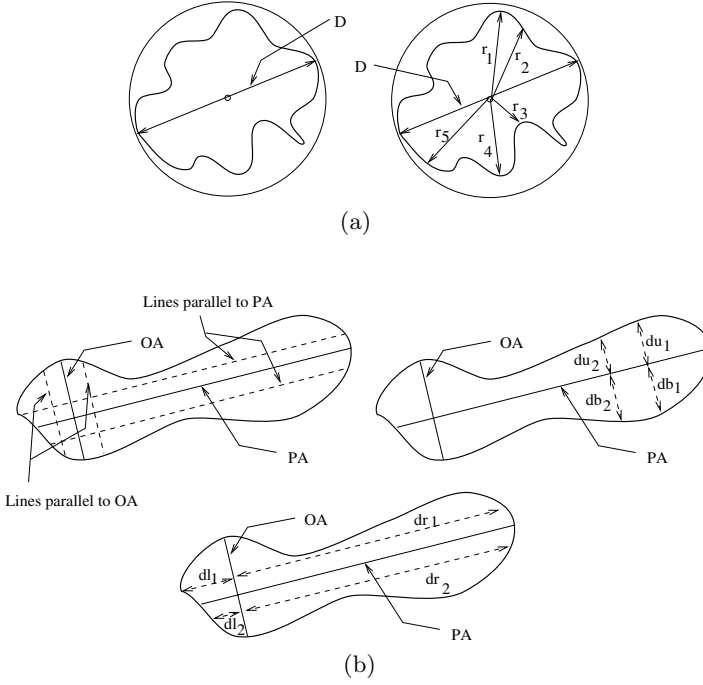 D
D
r1
r2
r3
r4
r5
(a)
Lines parallel to PA
OA
PA
Lines parallel to OA
OA
du1
du2
db1
db2
PA
OA
dr1
dl1
dr2
dl2
PA
(b)